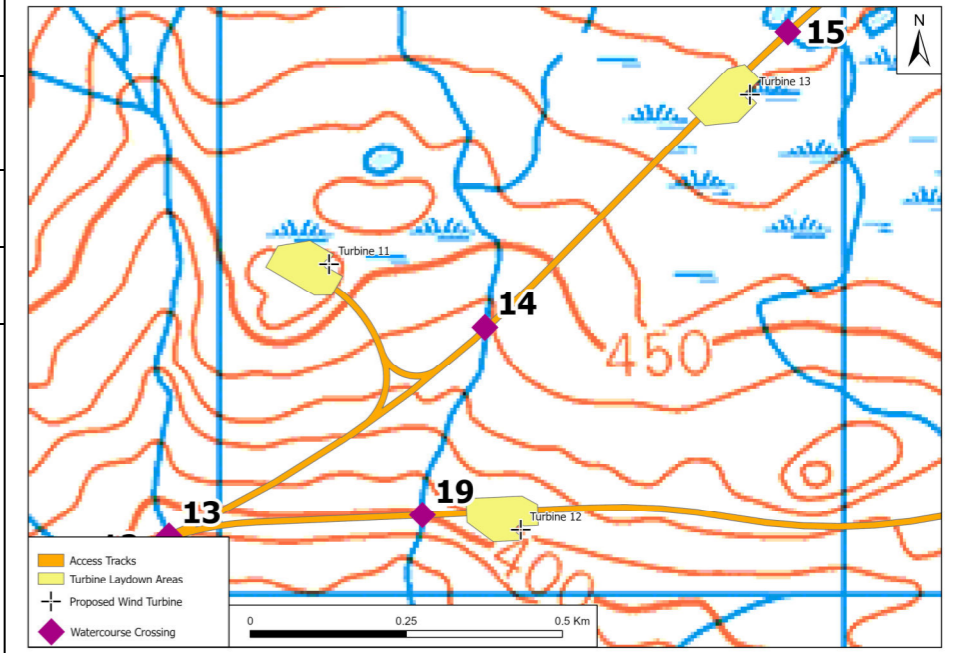 N
15
Turbine 13
Turbine 11
14
450
13
19
Turbine 12
400
Access Tracks
Turbine Laydown Areas
Proposed Wind Turbine
Watercourse Crossing
0 0.25 0.5 Km